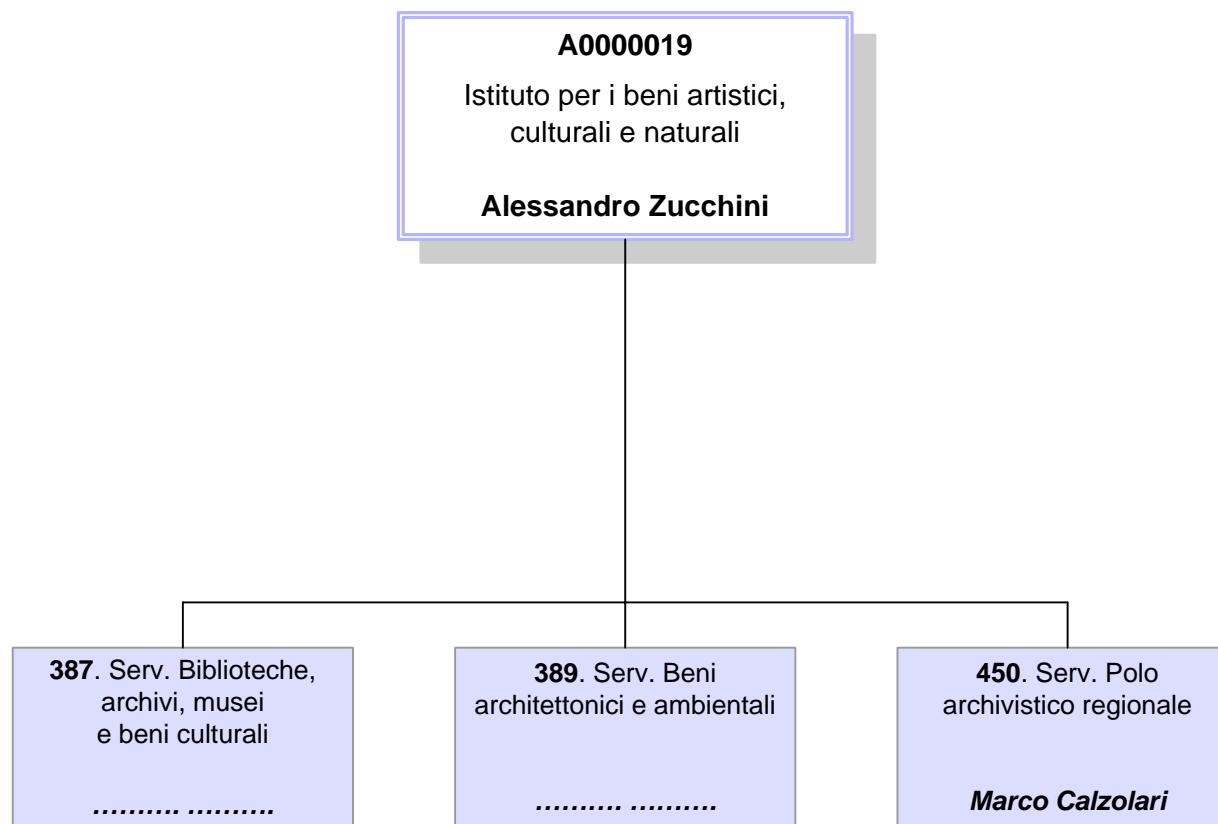 A0000019
Istituto per i beni artistici,
culturali e naturali
Alessandro Zucchini
387. Serv. Biblioteche,
archivi, musei
e beni culturali
………. ……….
389. Serv. Beni
architettonici e ambientali
………. ……….
450. Serv. Polo
archivistico regionale
Marco Calzolari